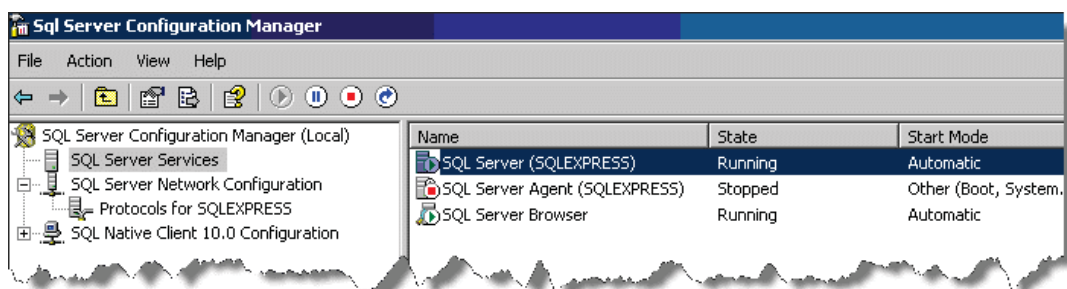 Sql Server Configuration Manager
File Action View Help
SQL Server Configuration Manager (Local)
SQL Server Services
SQL Server Network Configuration
Protocols for SQLEXPRESS
SQL Native Client 10.0 Configuration
Name State Start Mode
SQL Server (SQLEXPRESS) Running Automatic
SQL Server Agent (SQLEXPRESS) Stopped Other (Boot, System.
SQL Server Browser Running Automatic